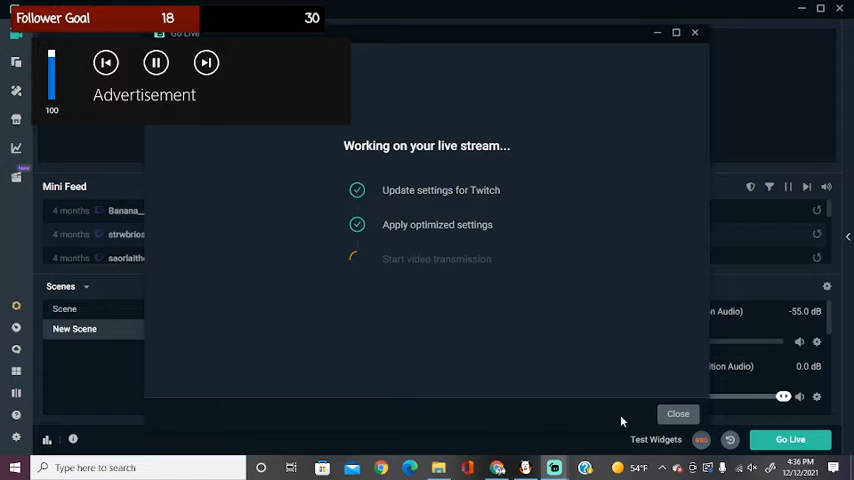 Follower Goal 18 30
Go Live
Advertisement
100
Working on your live stream...
Update settings for Twitch
Apply optimized settings
Start video transmission
New
Mini Feed
4 months Banana_
4 months strwbrios
4 months saorlaith
Scenes
Scene
New Scene
n Audio) -55.0 dB
ition Audio) 0.0 dB
Close
Test Widgets REC Go Live
Type here to search
54°F
4:36 PM
12/12/2021